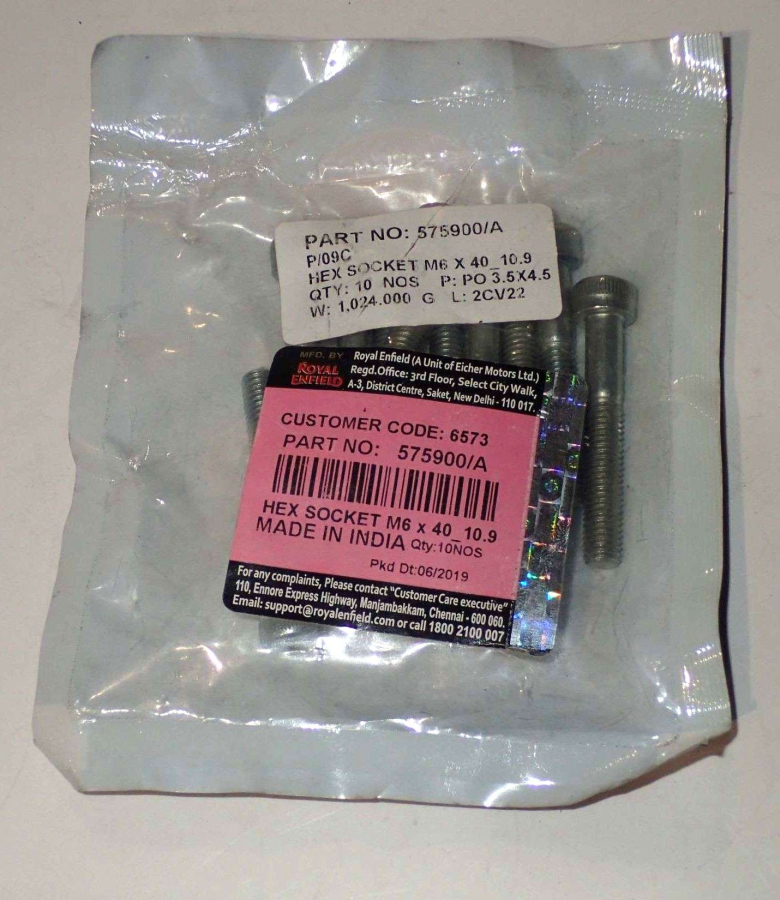 PART NO: 575900/A
P/09C
HEX SOCKET M6 X 40_10.9
QTY: 10 NOS P: PO 3.5X4.5
W: 1,024.000 G L: 2CV22
MFD. BY
ROYAL
ENFIELD
Royal Enfield (A Unit of Eicher Motors Ltd.)
Regd.Office: 3rd Floor, Select City Walk,
A-3, District Centre, Saket, New Delhi - 110 017.
CUSTOMER CODE: 6573
PART NO: 575900/A
HEX SOCKET M6 x 40_10.9
MADE IN INDIA Qty:10NOS
Pkd Dt:06/2019
For any complaints, Please contact "Customer Care executive"
110, Ennore Express Highway, Manjambakkam, Chennai - 600 060.
Email: support@royalenfield.com or call 1800 2100 007